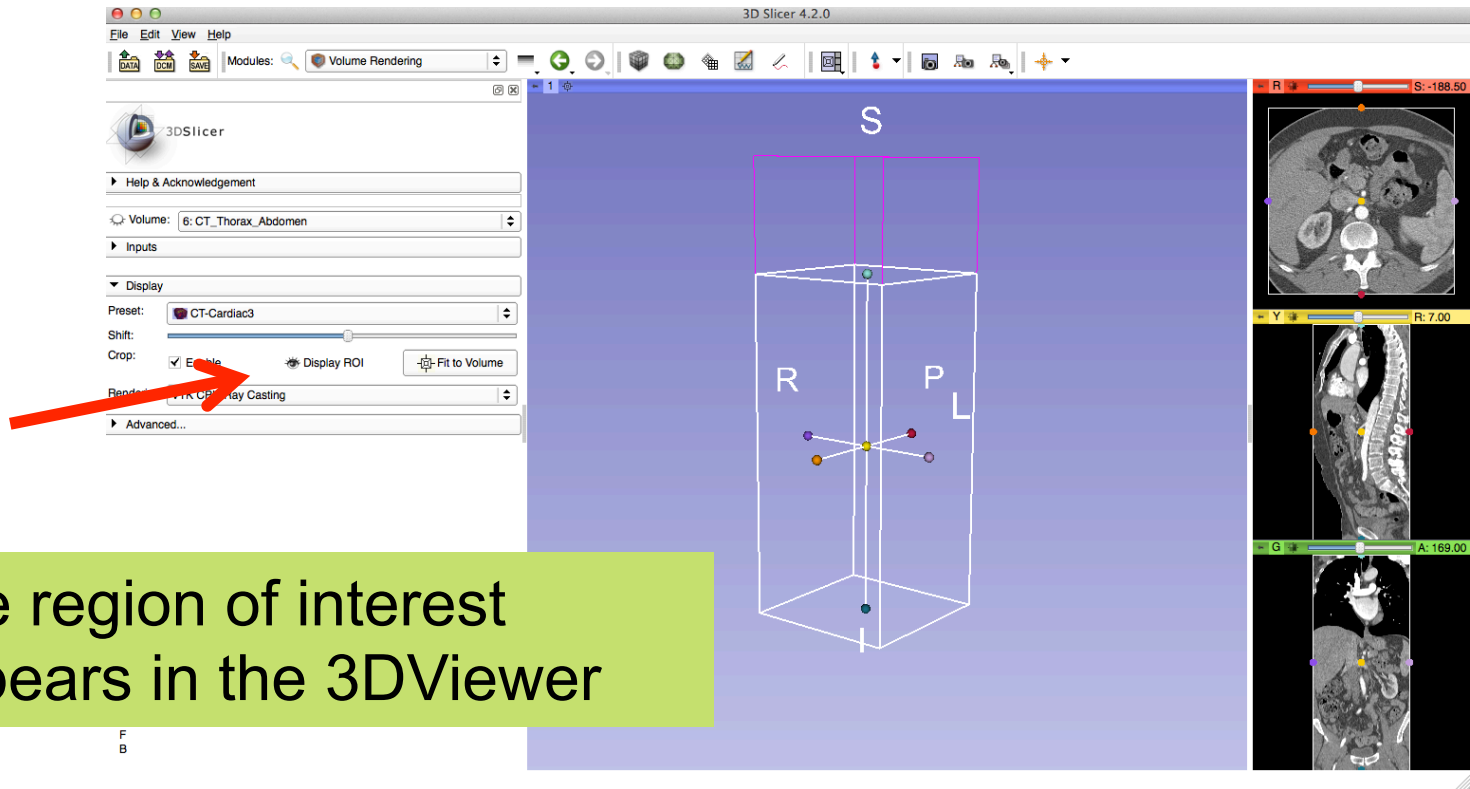 3D Slicer 4.2.0
File Edit View Help
DATA DCM SAVE Modules: Volume Rendering
3DSlicer
Help & Acknowledgement
Volume: 6: CT_Thorax_Abdomen
Inputs
Display
Preset: CT-Cardiac3
Shift:
Crop: Display ROI Fit to Volume
Ray Casting
Advanced...
1
S
R P
L
I
R S: -188.50
Y R: 7.00
G A: 169.00
e region of interest
pears in the 3DViewer
F
B